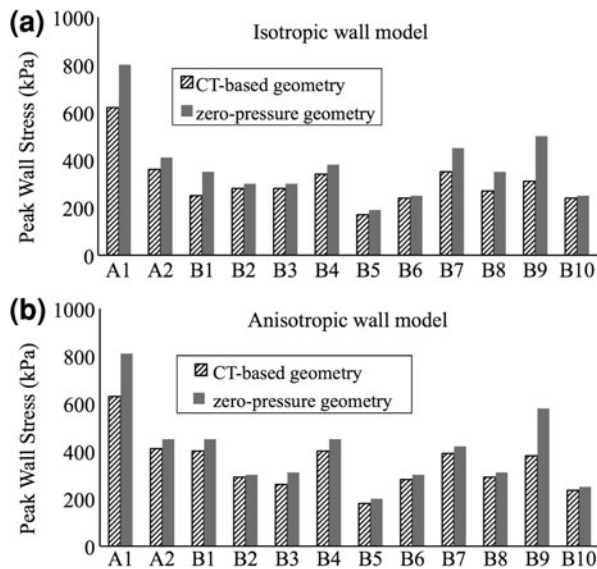 (a)
Isotropic wall model
CT-based geometry
zero-pressure geometry
Peak Wall Stress (kPa)
1000
800
600
400
200
0
A1 A2 B1 B2 B3 B4 B5 B6 B7 B8 B9 B10
(b)
Anisotropic wall model
CT-based geometry
zero-pressure geometry
Peak Wall Stress (kPa)
1000
800
600
400
200
0
A1 A2 B1 B2 B3 B4 B5 B6 B7 B8 B9 B10